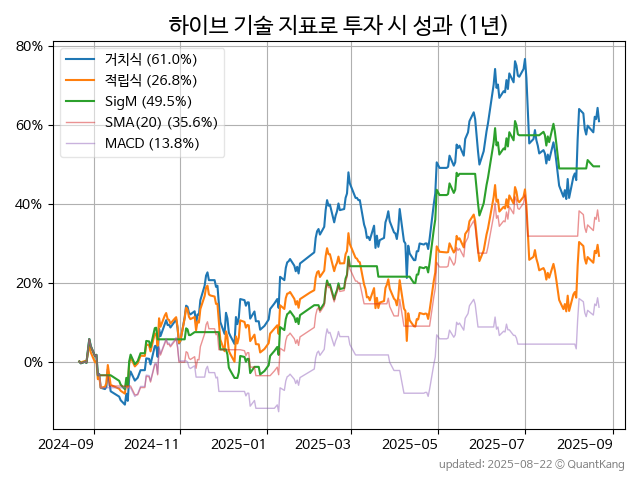 하이브 기술 지표로 투자 시 성과 (1년)
80%
60%
40%
20%
0%
거치식 (61.0%)
적립식 (26.8%)
SigM (49.5%)
SMA(20) (35.6%)
MACD (13.8%)
2024-09 2024-11 2025-01 2025-03 2025-05 2025-07 2025-09
updated: 2025-08-22 © QuantKang